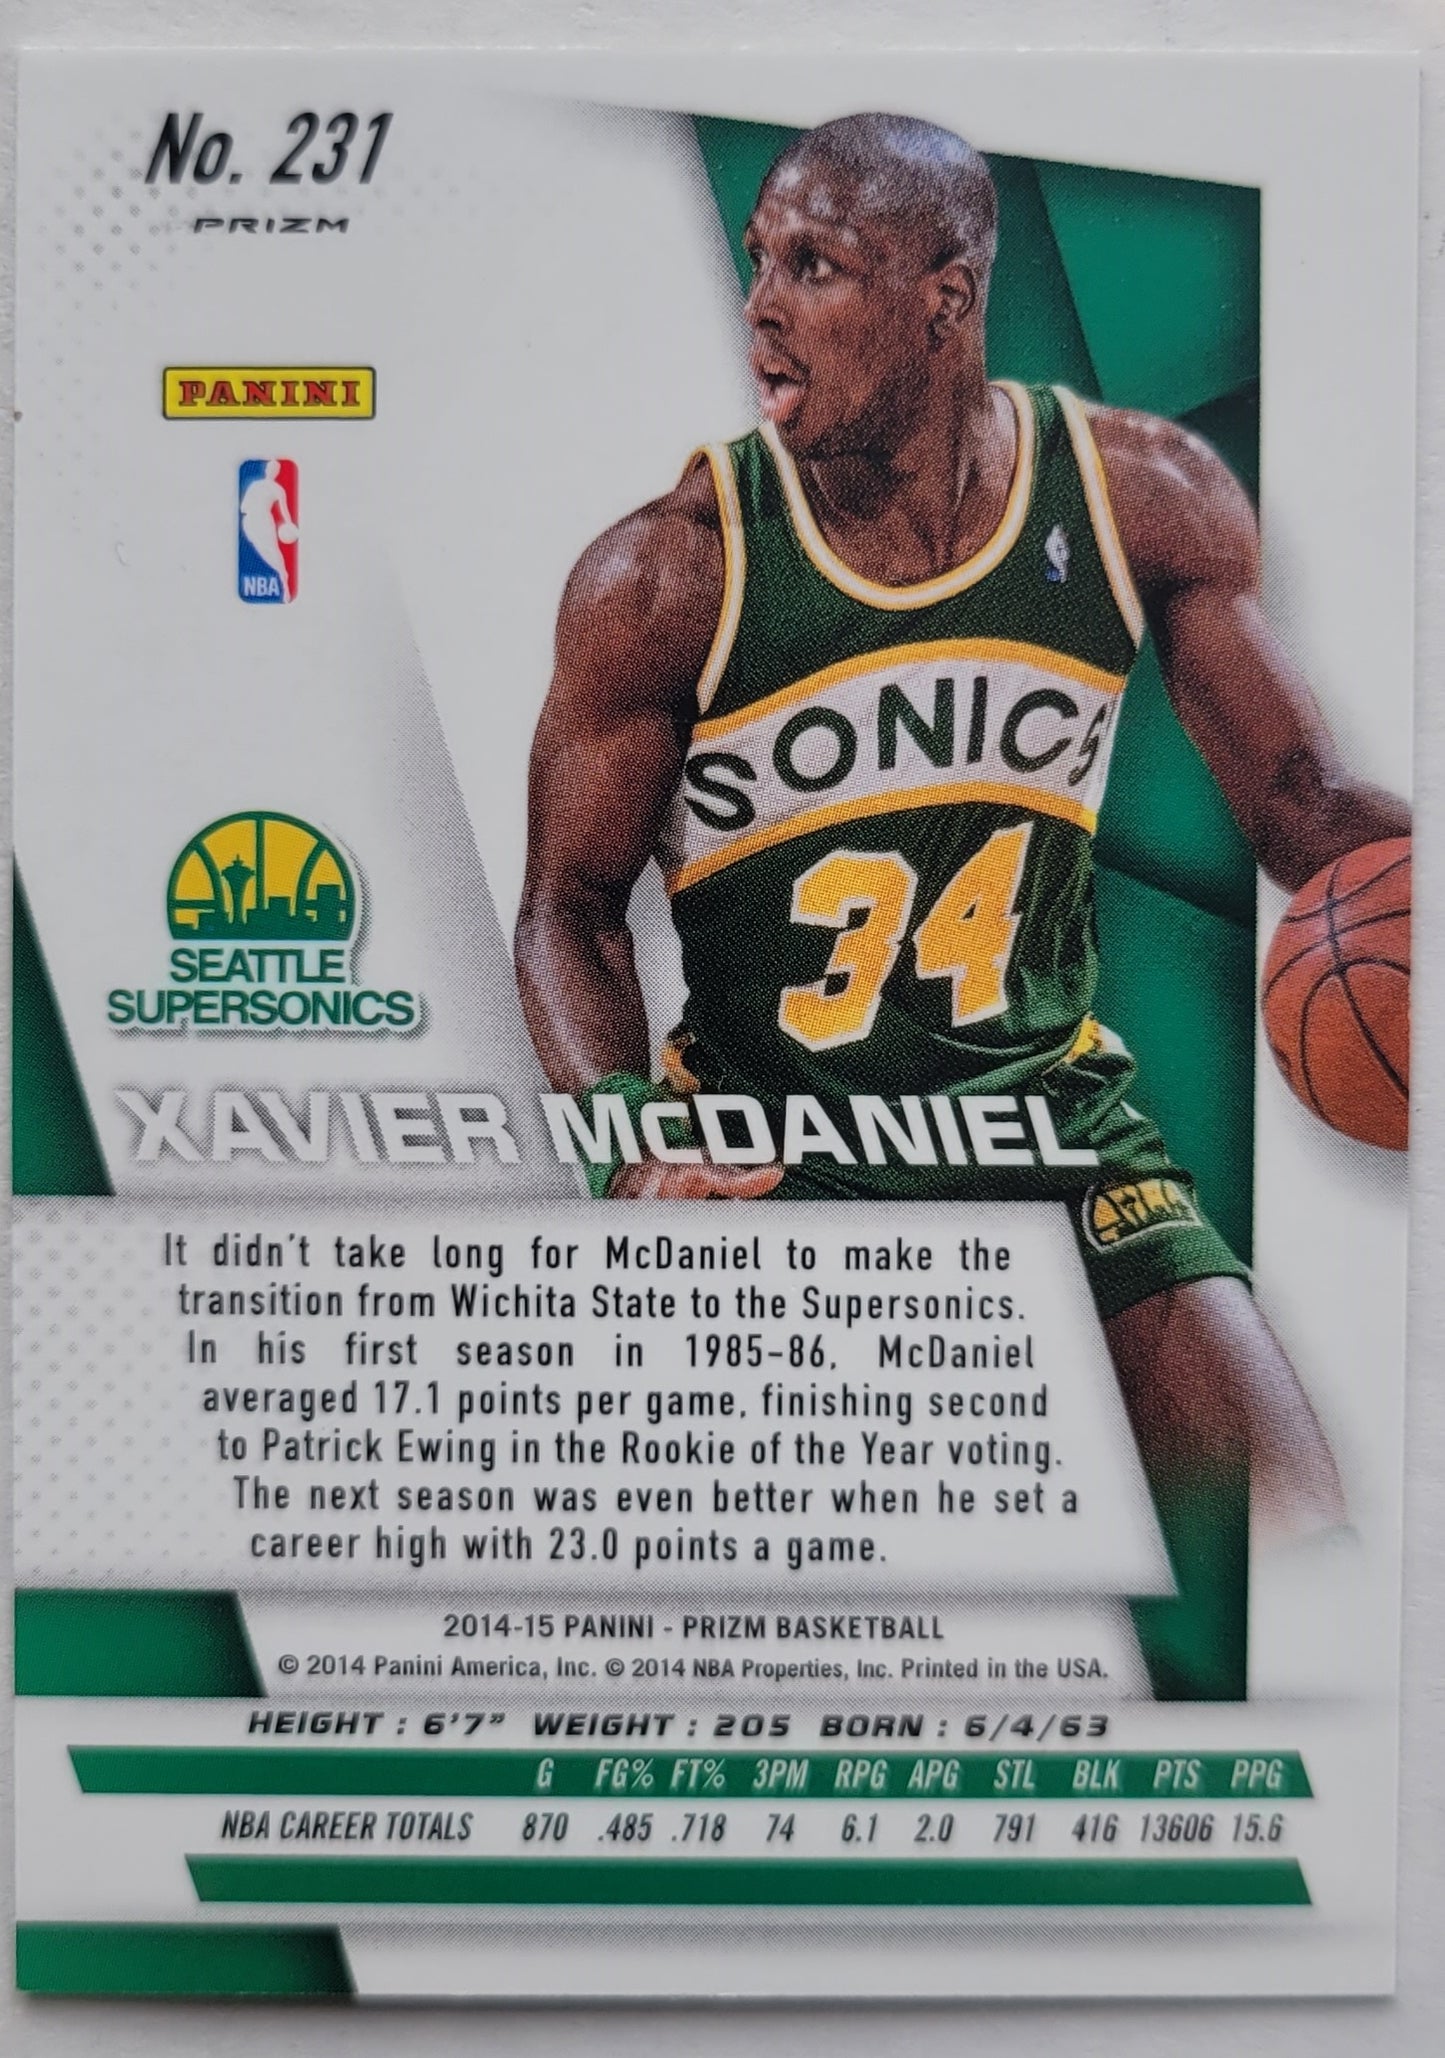 No. 231
PRIZM
PANINI
NBA
SONICS
34
SEATTLE
SUPERSONICS
XAVIER McDANIEL
It didn't take long for McDaniel to make the
transition from Wichita State to the Supersonics.
In his first season in 1985-86, McDaniel
averaged 17.1 points per game, finishing second
to Patrick Ewing in the Rookie of the Year voting.
The next season was even better when he set a
career high with 23.0 points a game.
2014-15 PANINI - PRIZM BASKETBALL
© 2014 Panini America, Inc. © 2014 NBA Properties, Inc. Printed in the USA.
HEIGHT : 6'7" WEIGHT : 205 BORN : 6/4/63
G FG% FT% 3PM RPG APG STL BLK PTS PPG
NBA CAREER TOTALS 870 .485 .718 74 6.1 2.0 791 416 13606 15.6